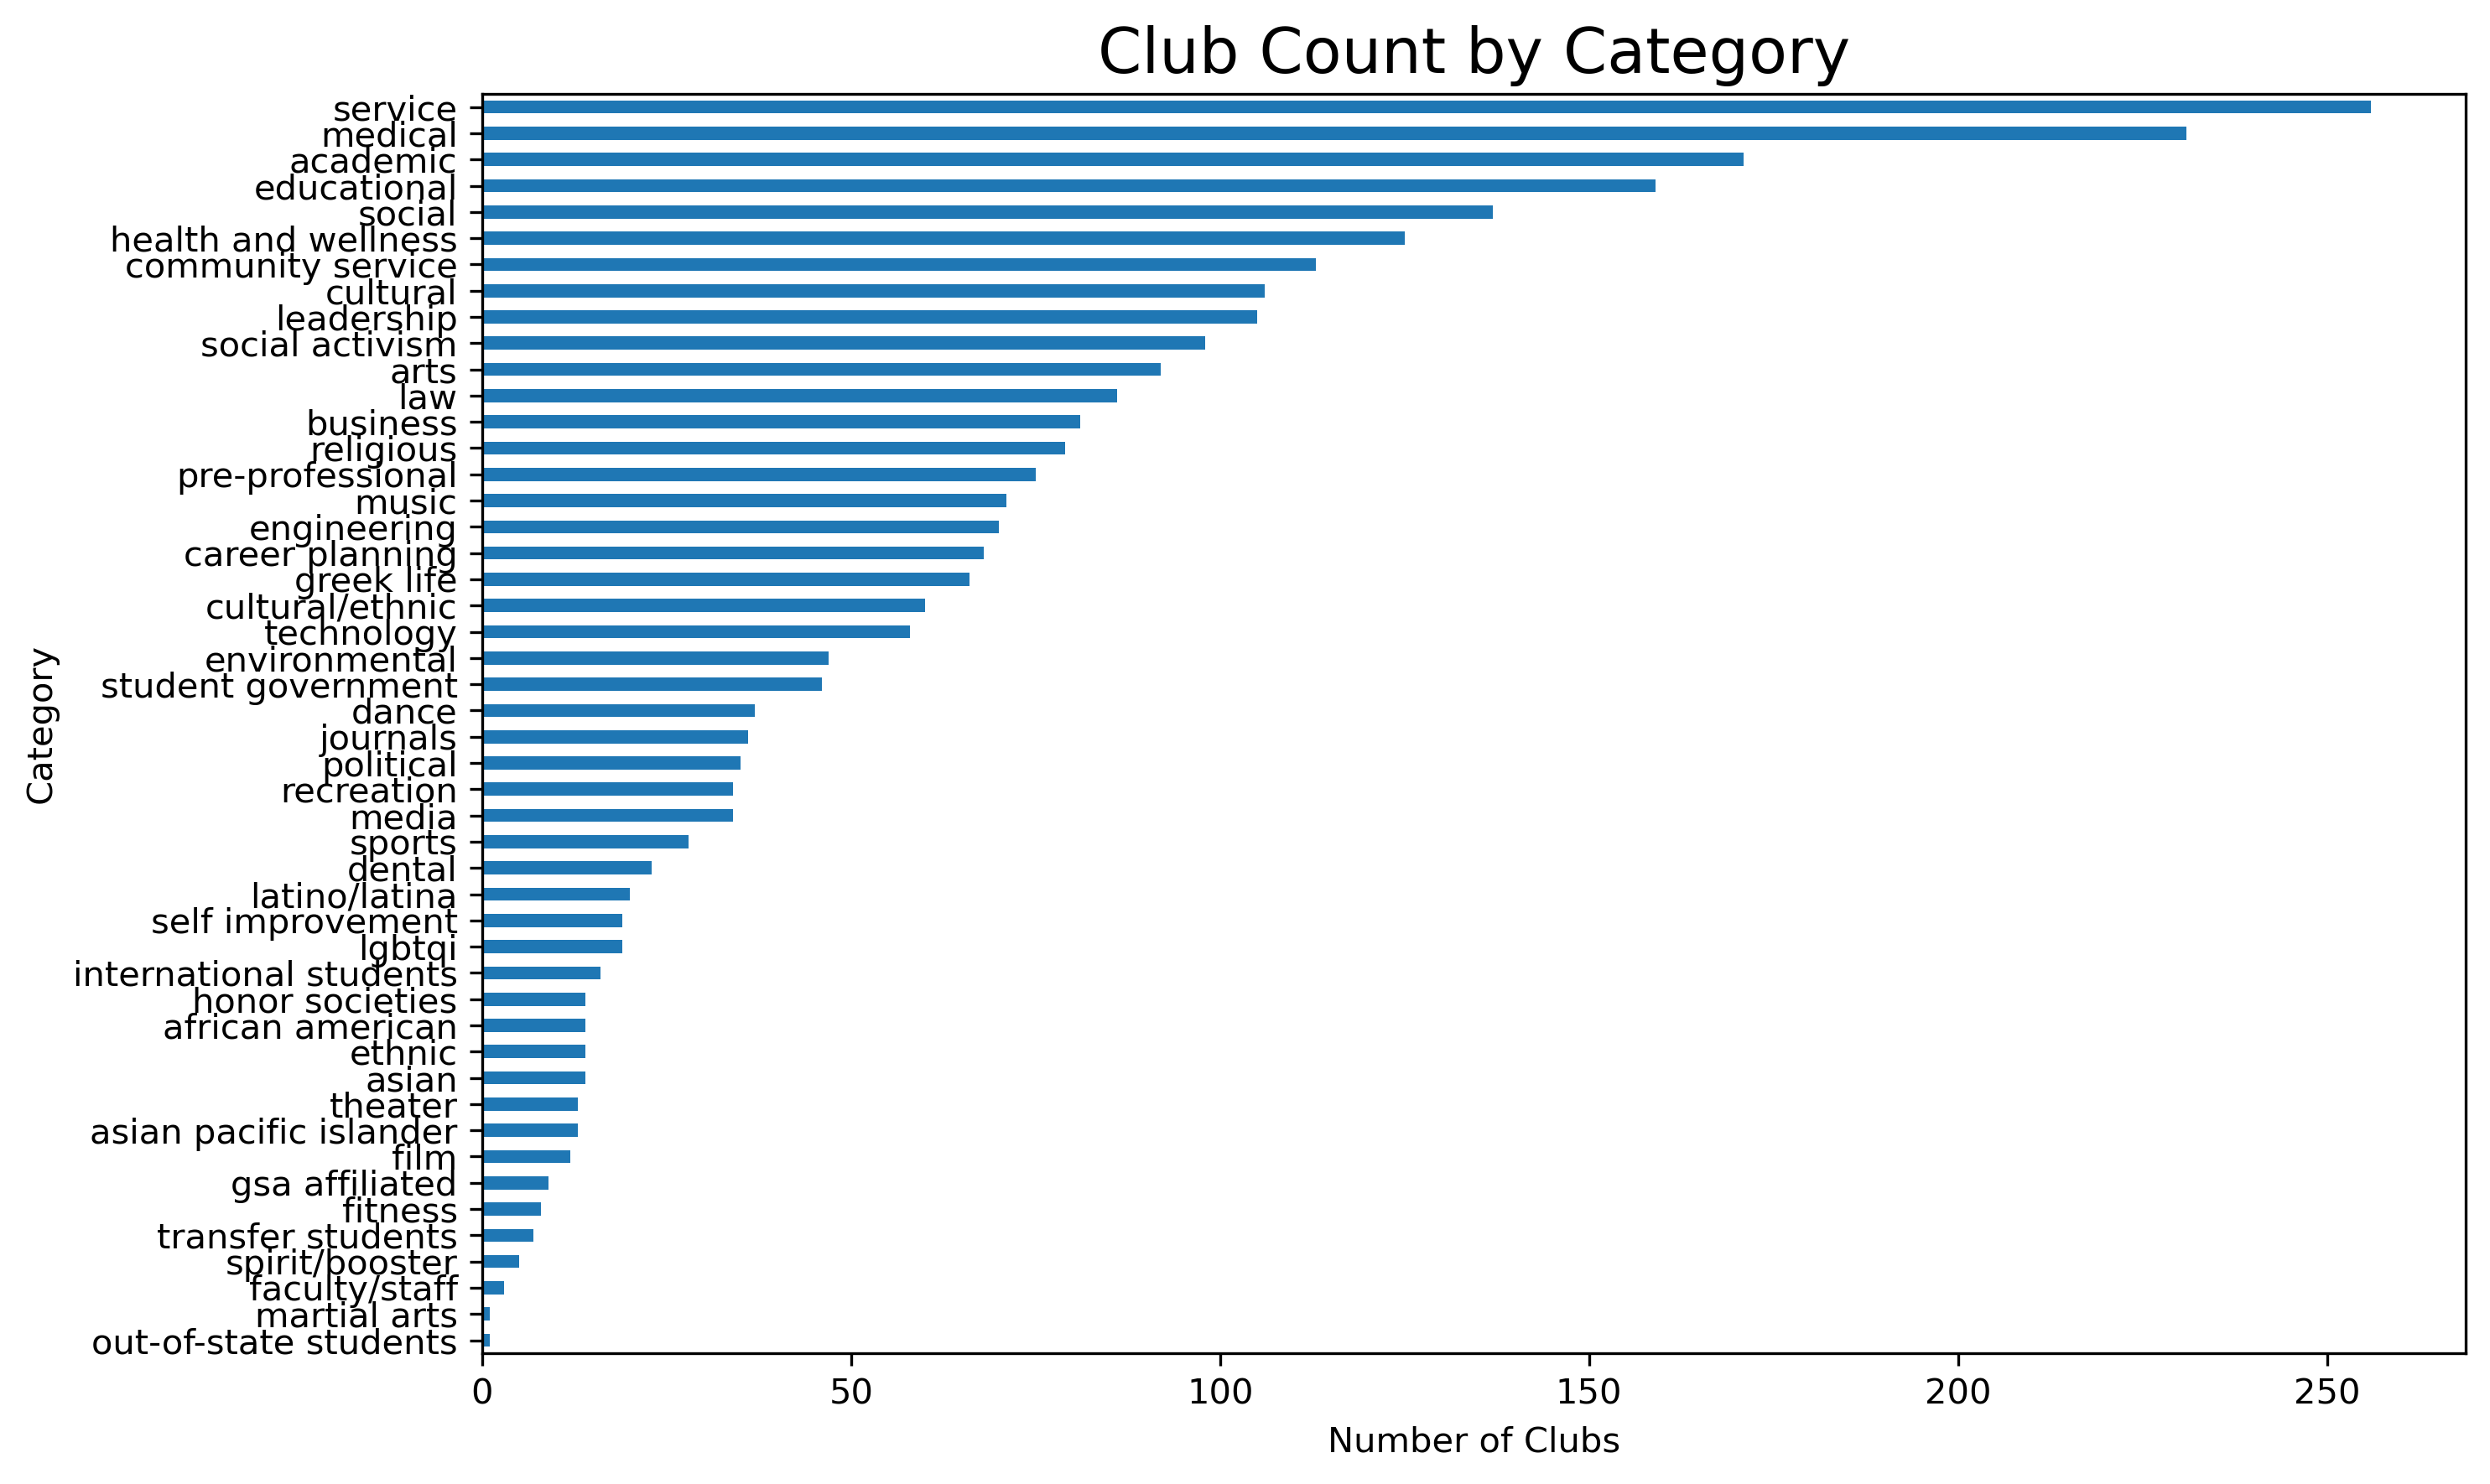 Club Count by Category
service
medical
academic
educational
social
health and wellness
community service
cultural
leadership
social activism
arts
law
business
religious
pre-professional
music
engineering
career planning
greek life
cultural/ethnic
technology
environmental
student government
dance
journals
political
recreation
media
sports
dental
latino/latina
self improvement
lgbtqi
international students
honor societies
african american
ethnic
asian
theater
asian pacific islander
film
gsa affiliated
fitness
transfer students
spirit/booster
faculty/staff
martial arts
out-of-state students
Category
0 50 100 150 200 250
Number of Clubs